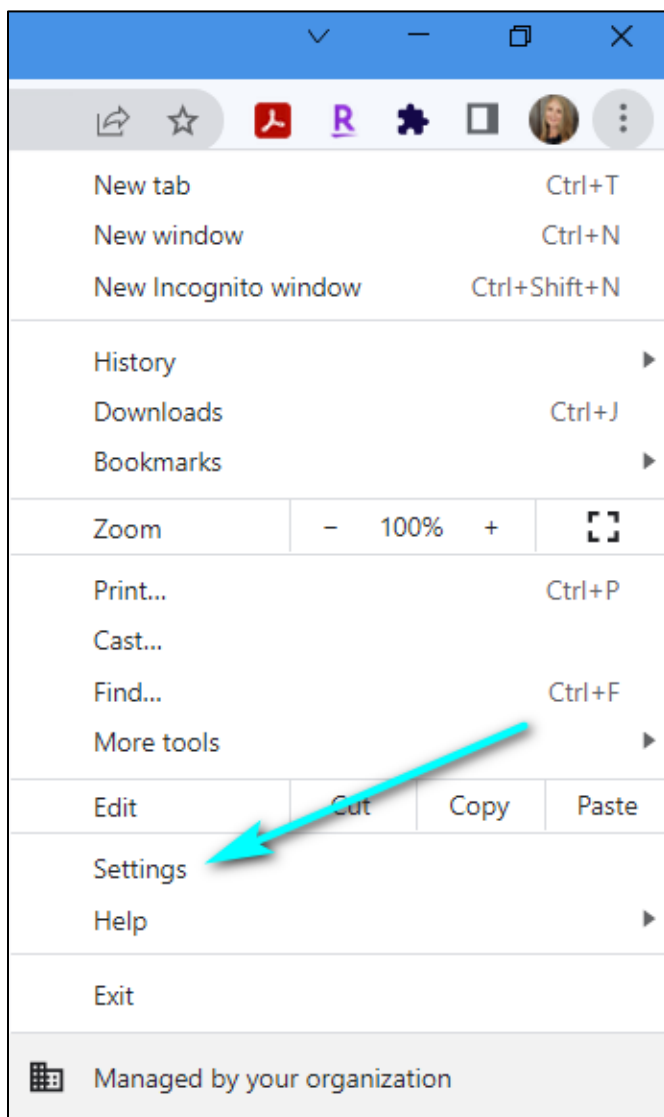 R
New tab Ctrl+T
New window Ctrl+N
New Incognito window Ctrl+Shift+N
History
Downloads Ctrl+J
Bookmarks
Zoom − 100% +
Print... Ctrl+P
Cast...
Find... Ctrl+F
More tools
Edit Cut Copy Paste
Settings
Help
Exit
Managed by your organization